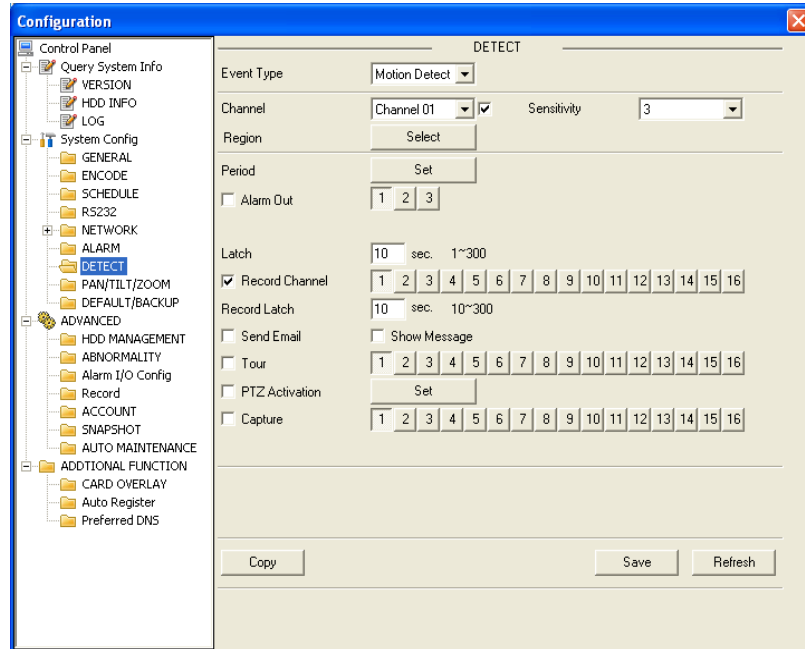 Configuration
Control Panel
Query System Info
VERSION
HDD INFO
LOG
System Config
GENERAL
ENCODE
SCHEDULE
RS232
NETWORK
ALARM
DETECT
PAN/TILT/ZOOM
DEFAULT/BACKUP
ADVANCED
HDD MANAGEMENT
ABNORMALITY
Alarm I/O Config
Record
ACCOUNT
SNAPSHOT
AUTO MAINTENANCE
ADDTIONAL FUNCTION
CARD OVERLAY
Auto Register
Preferred DNS
DETECT
Event Type Motion Detect
Channel Channel 01 Sensitivity 3
Region Select
Period Set
Alarm Out 1 2 3
Latch 10 sec. 1~300
Record Channel 1 2 3 4 5 6 7 8 9 10 11 12 13 14 15 16
Record Latch 10 sec. 10~300
Send Email Show Message
Tour 1 2 3 4 5 6 7 8 9 10 11 12 13 14 15 16
PTZ Activation Set
Capture 1 2 3 4 5 6 7 8 9 10 11 12 13 14 15 16
Copy Save Refresh